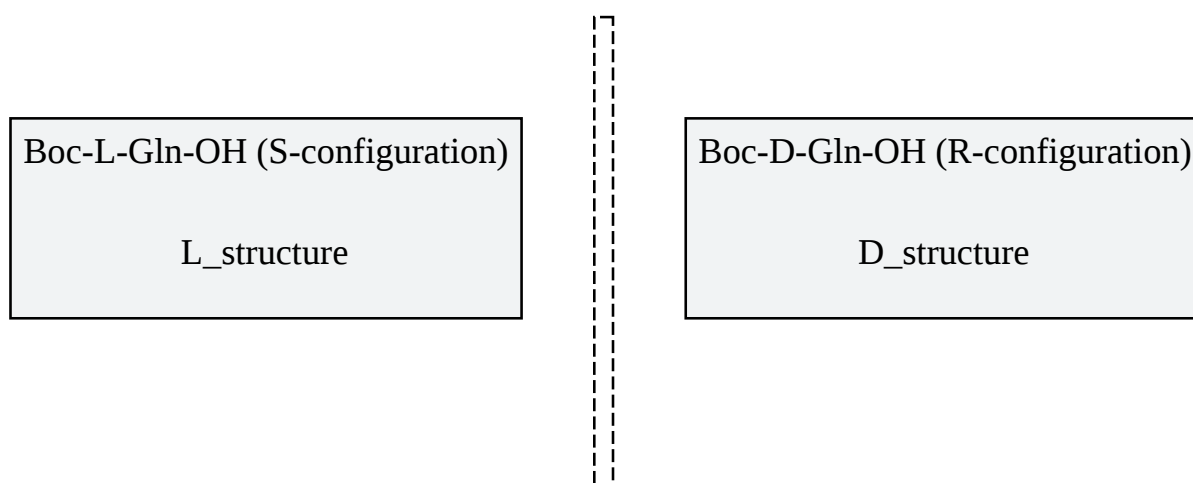 Boc-L-Gln-OH (S-configuration)
L_structure
Boc-D-Gln-OH (R-configuration)
D_structure